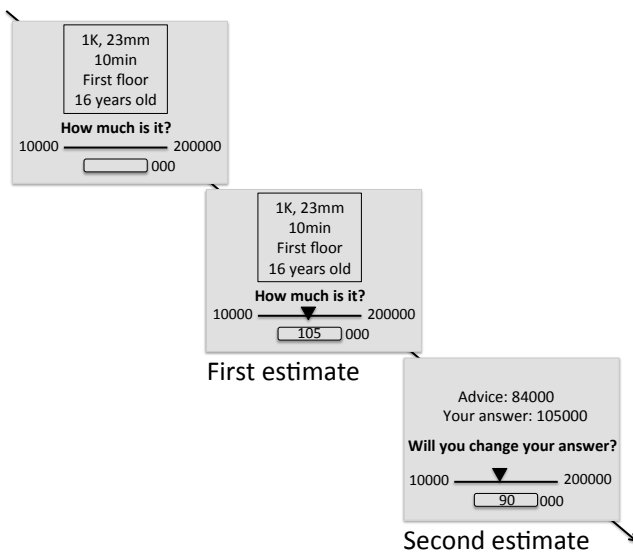 1K, 23mm
10min
First floor
16 years old
How much is it?
10000 200000
000
1K, 23mm
10min
First floor
16 years old
How much is it?
10000 200000
105 000
First estimate
Advice: 84000
Your answer: 105000
Will you change your answer?
10000 200000
90 000
Second estimate